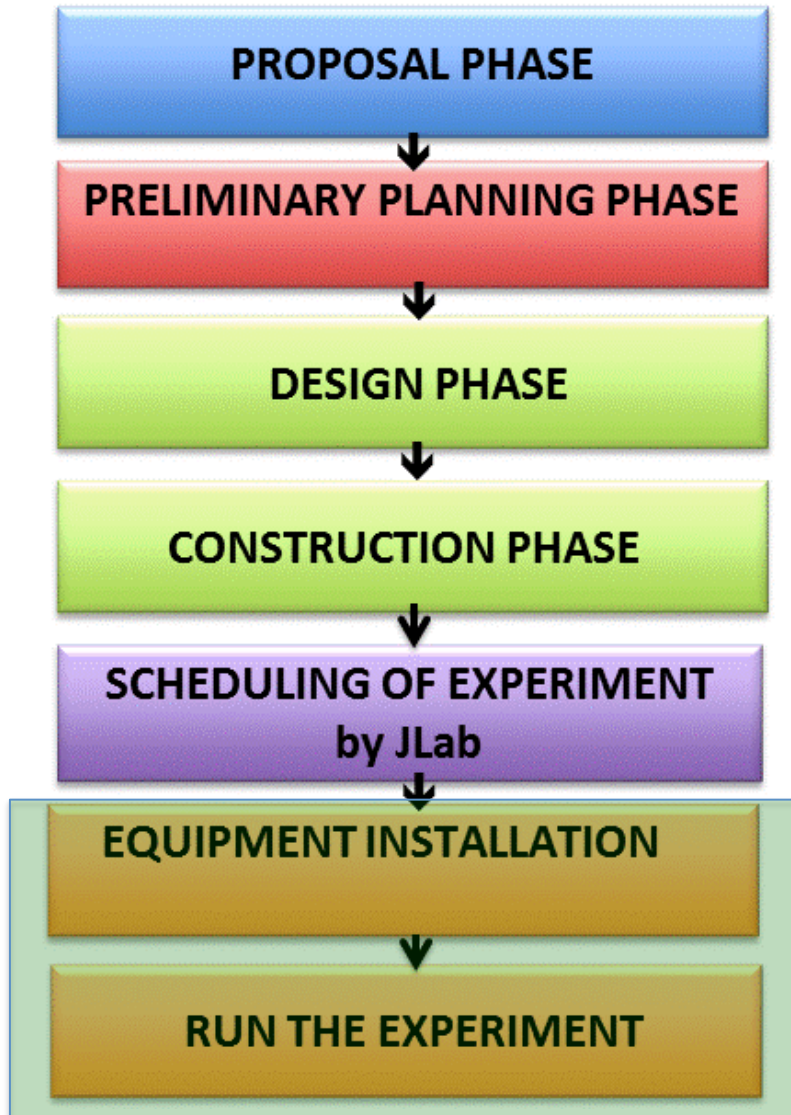 PROPOSAL PHASE
PRELIMINARY PLANNING PHASE
DESIGN PHASE
CONSTRUCTION PHASE
SCHEDULING OF EXPERIMENT
by JLab
EQUIPMENT INSTALLATION
RUN THE EXPERIMENT